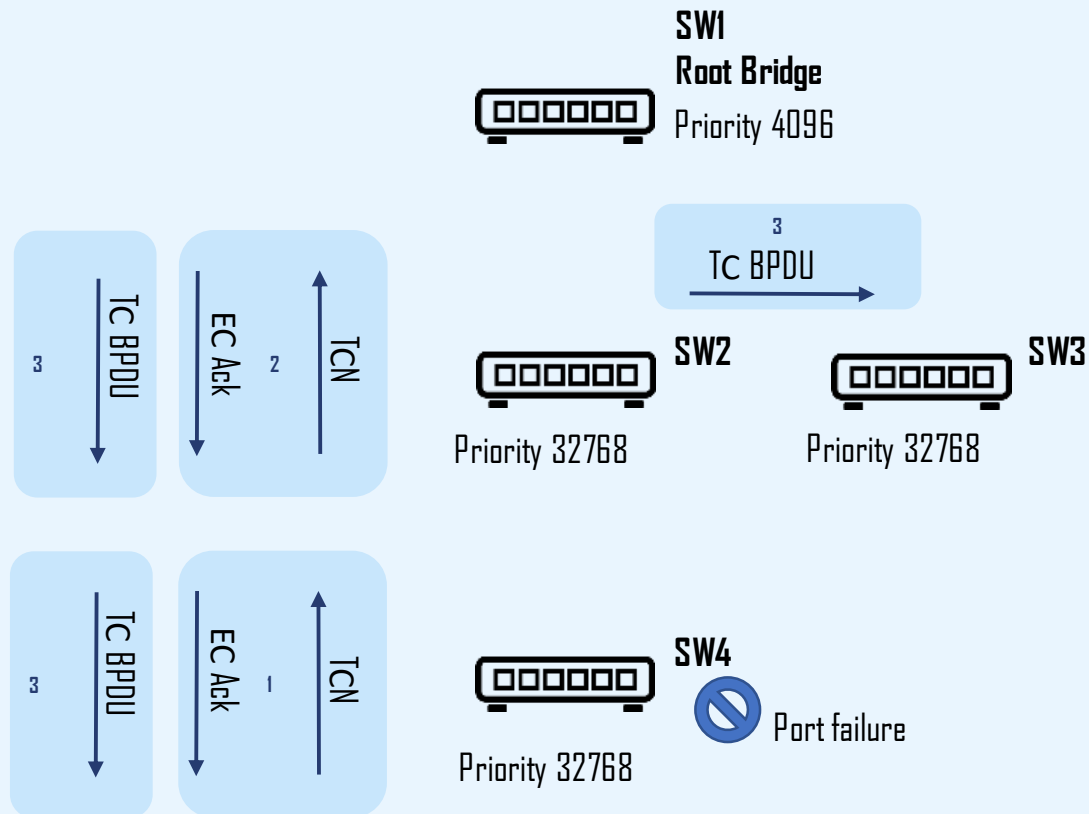 SW1
Root Bridge
Priority 4096
3
TC BPDU
3
TC BPDU
EC Ack
2
TCN
SW2
SW3
Priority 32768
Priority 32768
3
TC BPDU
EC Ack
1
TCN
SW4
Port failure
Priority 32768